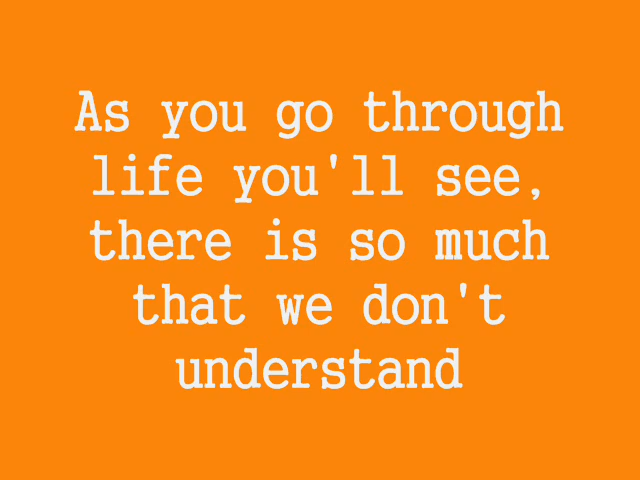 As you go through
life you'll see,
there is so much
that we don't
understand